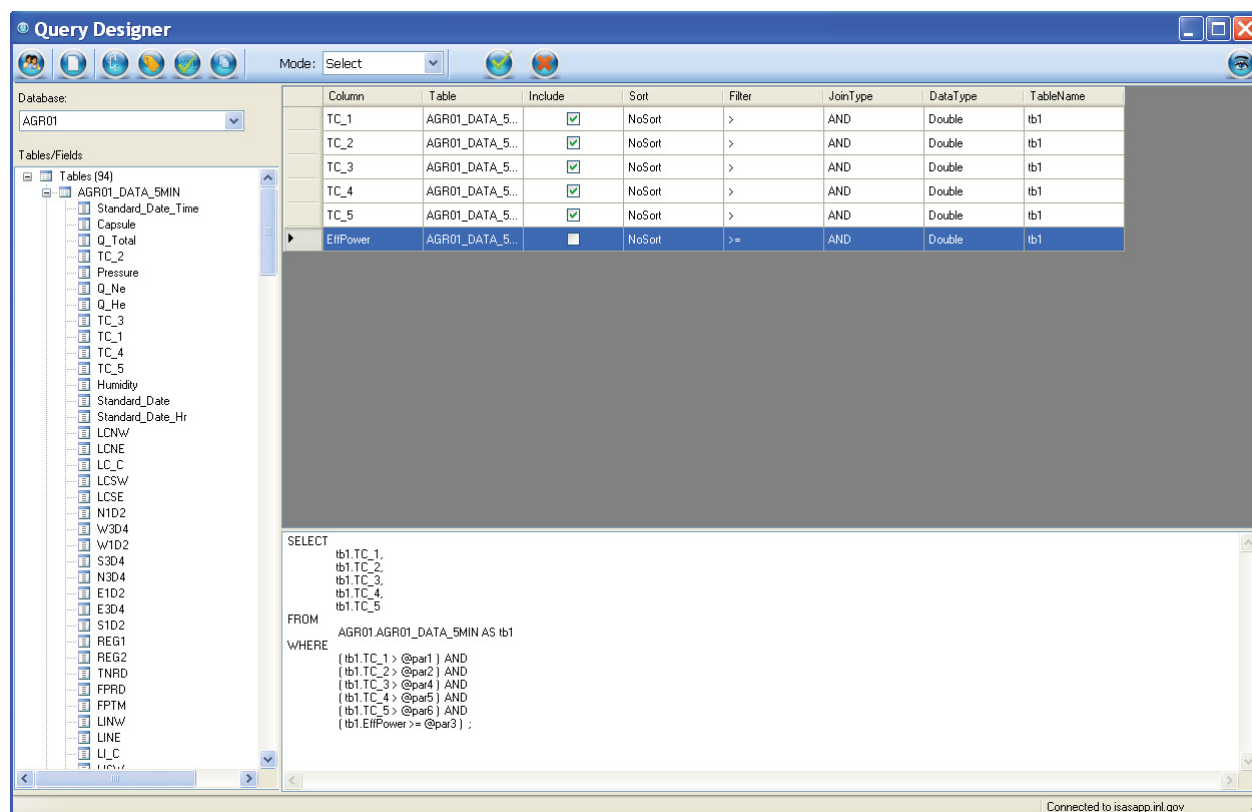 Query Designer
Mode: Select
Database:
AGR01
Tables/Fields
Tables (94)
AGR01_DATA_5MIN
Standard_Date_Time
Capsule
Q_Total
TC_2
Pressure
Q_Ne
Q_He
TC_3
TC_1
TC_4
TC_5
Humidity
Standard_Date
Standard_Date_Hr
LCNW
LCNE
LC_C
LCSW
LCSE
N1D2
W3D4
W1D2
S3D4
N3D4
E1D2
E3D4
S1D2
REG1
REG2
TNRD
FPRD
FPTM
LINW
LINE
LI_C
Column Table Include Sort Filter JoinType DataType TableName
TC_1 AGR01_DATA_5... NoSort > AND Double tb1
TC_2 AGR01_DATA_5... NoSort > AND Double tb1
TC_3 AGR01_DATA_5... NoSort > AND Double tb1
TC_4 AGR01_DATA_5... NoSort > AND Double tb1
TC_5 AGR01_DATA_5... NoSort > AND Double tb1
EffPower AGR01_DATA_5... NoSort >= AND Double tb1
SELECT
tb1.TC_1,
tb1.TC_2,
tb1.TC_3,
tb1.TC_4,
tb1.TC_5
FROM
AGR01.AGR01_DATA_5MIN AS tb1
WHERE
( tb1.TC_1 > @par1 ) AND
( tb1.TC_2 > @par2 ) AND
( tb1.TC_3 > @par4 ) AND
( tb1.TC_4 > @par5 ) AND
( tb1.TC_5 > @par6 ) AND
( tb1.EffPower >= @par3 ) ;
Connected to isasapp.inl.gov